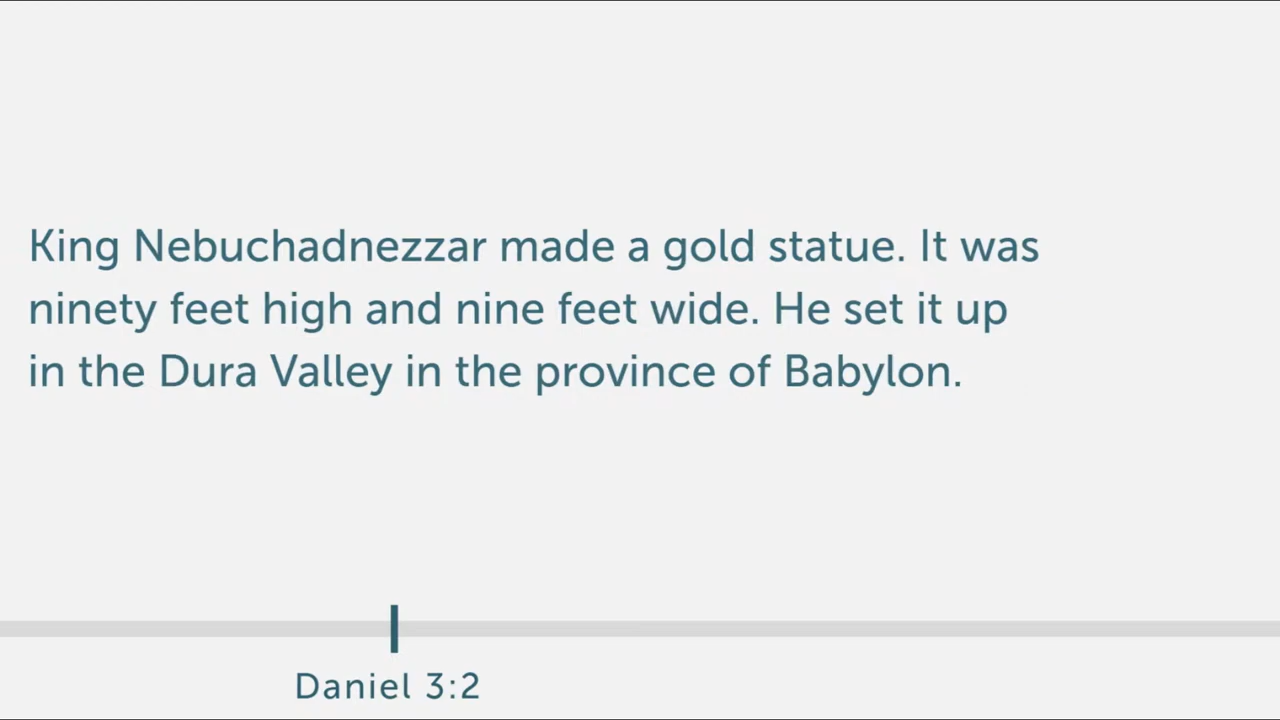 King Nebuchadnezzar made a gold statue. It was
ninety feet high and nine feet wide. He set it up
in the Dura Valley in the province of Babylon.
Daniel 3:2